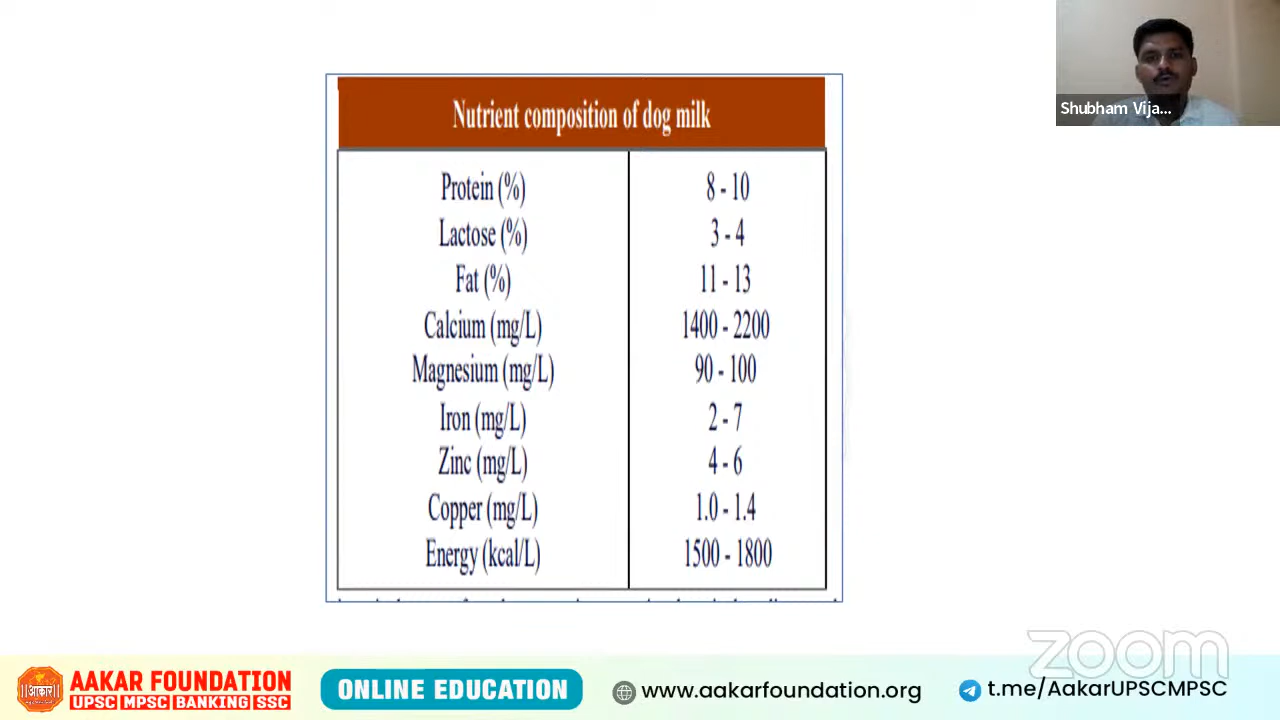 Shubham Vija...
Nutrient composition of dog milk
Protein (%) 8 - 10
Lactose (%) 3 - 4
Fat (%) 11 - 13
Calcium (mg/L) 1400 - 2200
Magnesium (mg/L) 90 - 100
Iron (mg/L) 2 - 7
Zinc (mg/L) 4 - 6
Copper (mg/L) 1.0 - 1.4
Energy (kcal/L) 1500 - 1800
zoom
आकार
AAKAR FOUNDATION
UPSC MPSC BANKING SSC
ONLINE EDUCATION
www.aakarfoundation.org
t.me/AakarUPSCMPSC